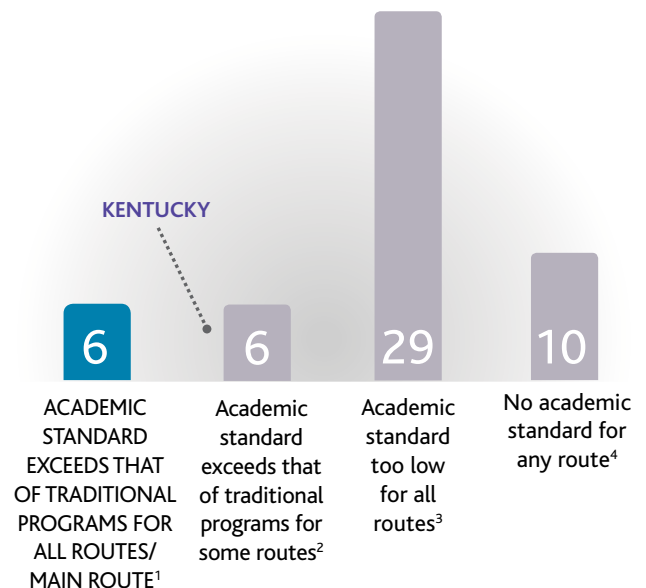 KENTUCKY
6
6
29
10
ACADEMIC
STANDARD
EXCEEDS THAT
OF TRADITIONAL
PROGRAMS FOR
ALL ROUTES/
MAIN ROUTE¹
Academic
standard
exceeds that
of traditional
programs for
some routes²
Academic
standard
too low
for all
routes³
No academic
standard for
any route⁴